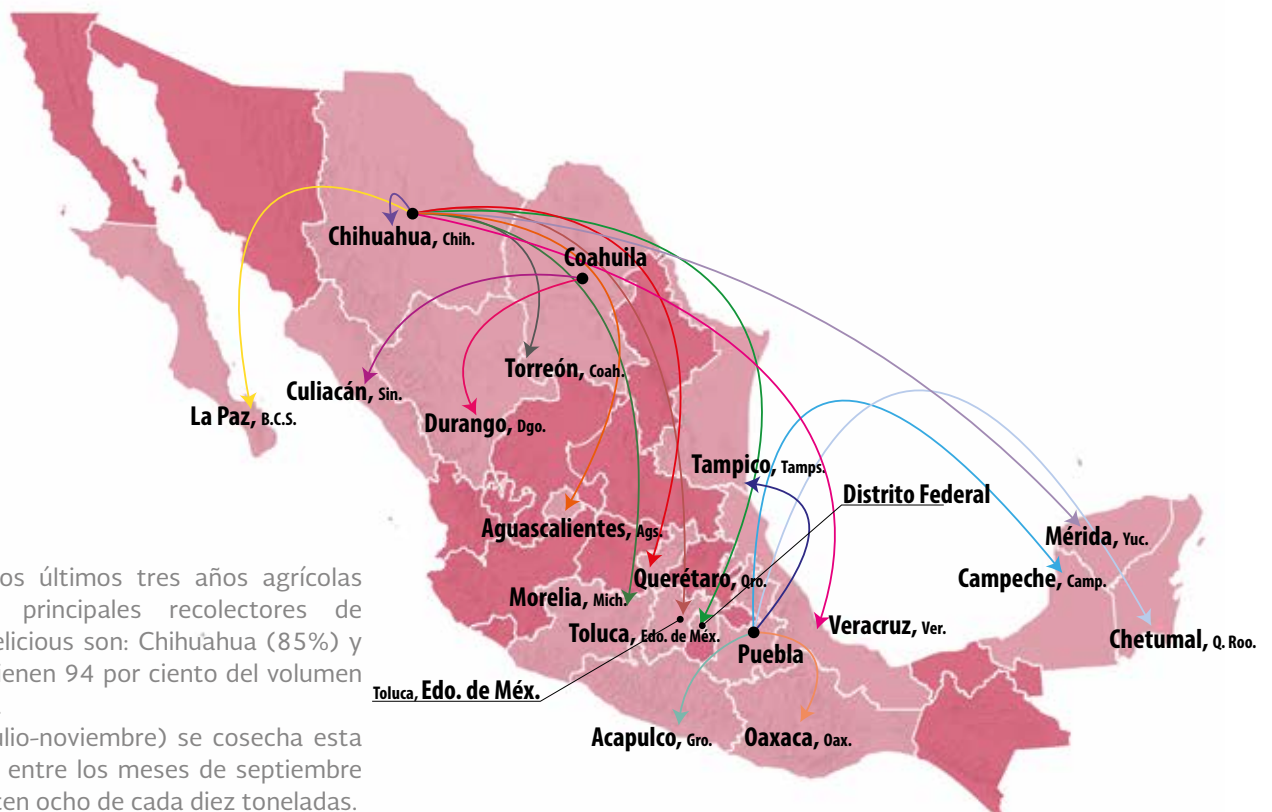 Chihuahua, Chih.
Coahuila
Torreón, Coah.
Culiacán, Sin.
La Paz, B.C.S.
Durango, Dgo.
Tampico, Tamps.
Distrito Federal
Aguascalientes, Ags.
Mérida, Yuc.
Querétaro, Qro.
Campeche, Camp.
Morelia, Mich.
Toluca, Edo. de Méx.
Veracruz, Ver.
Puebla
Chetumal, Q. Roo.
Toluca, Edo. de Méx.
Acapulco, Gro.
Oaxaca, Oax.
os últimos tres años agrícolas
principales recolectores de
elicious son: Chihuahua (85%) y
ienen 94 por ciento del volumen
ulio-noviembre) se cosecha esta
entre los meses de septiembre
cen ocho de cada diez toneladas.